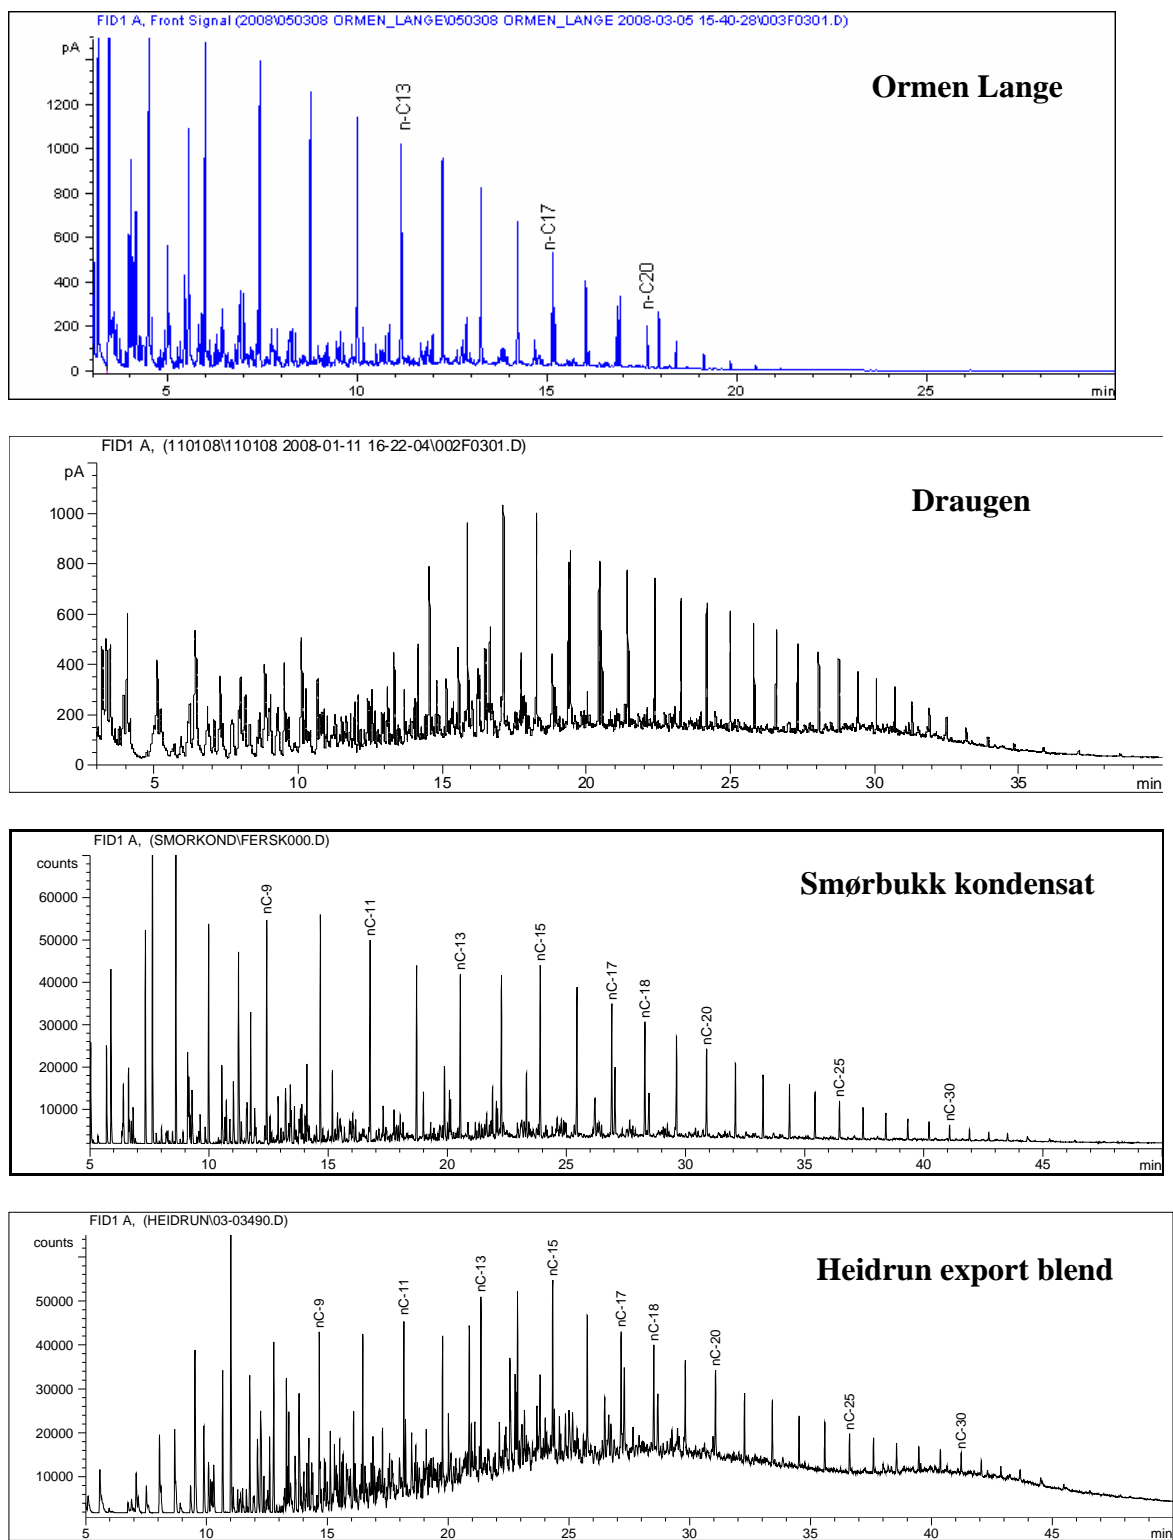 FID1 A, Front Signal (2008\050308 ORMEN_LANGE\050308 ORMEN_LANGE 2008-03-05 15-40-28\003F0301.D)
pA
Ormen Lange
n-C13
n-C17
n-C20
1200
1000
800
600
400
200
0
5 10 15 20 25 min
FID1 A, (110108\110108 2008-01-11 16-22-04\002F0301.D)
pA
Draugen
1000
800
600
400
200
0
5 10 15 20 25 30 35 min
FID1 A, (SMORKOND\FERSK000.D)
counts
Smørbukk kondensat
nC-9
nC-11
nC-13
nC-15
nC-17
nC-18
nC-20
nC-25
nC-30
60000
50000
40000
30000
20000
10000
5 10 15 20 25 30 35 40 45 min
FID1 A, (HEIDRUN\03-03490.D)
counts
Heidrun export blend
nC-9
nC-11
nC-13
nC-15
nC-17
nC-18
nC-20
nC-25
nC-30
50000
40000
30000
20000
10000
5 10 15 20 25 30 35 40 45 min